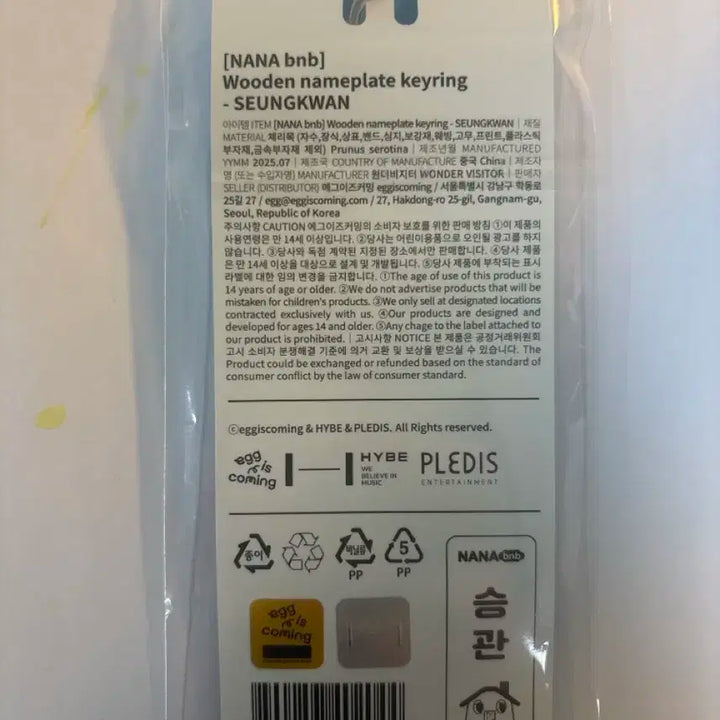 [NANA bnb]
Wooden nameplate keyring
- SEUNGKWAN
아이템 ITEM [NANA bnb] Wooden nameplate keyring - SEUNGKWAN | 재질
MATERIAL 체리목 (자수,장식,상표,밴드,심지,보강재,웨빙,고무,프린트,플라스틱
부자재,금속부자재 제외) Prunus serotina | 제조년월 MANUFACTURED
YYMM 2025.07 | 제조국 COUNTRY OF MANUFACTURE 중국 China | 제조자
명 (또는 수입자명) MANUFACTURER 원더비지터 WONDER VISITOR | 판매자
SELLER (DISTRIBUTOR) 에그이즈커밍 eggiscoming / 서울특별시 강남구 학동로
25길 27 / egg@eggiscoming.com / 27, Hakdong-ro 25-gil, Gangnam-gu,
Seoul, Republic of Korea
주의사항 CAUTION 에그이즈커밍의 소비자 보호를 위한 판매 방침 ①이 제품의
사용연령은 만 14세 이상입니다. ②당사는 어린이용품으로 오인될 광고를 하지
않습니다. ③당사와 독점 계약된 지정된 장소에서만 판매합니다. ④당사 제품
은 만 14세 이상을 대상으로 설계 및 개발됩니다. ⑤당사 제품에 부착되는 표시
라벨에 대한 임의 변경을 금지합니다. ①The age of use of this product is
14 years of age or older. ②We do not advertise products that will be
mistaken for children's products. ③We only sell at designated locations
contracted exclusively with us. ④Our products are designed and
developed for ages 14 and older. ⑤Any chage to the label attached to
our product is prohibited. | 고시사항 NOTICE 본 제품은 공정거래위원회
고시 소비자 분쟁해결 기준에 의거 교환 및 보상을 받으실 수 있습니다. The
Product could be exchanged or refunded based on the standard of
consumer conflict by the law of consumer standard.
ⓒeggiscoming & HYBE & PLEDIS. All Rights reserved.
egg
is
coming
HYBE
WE
BELIEVE IN
MUSIC
PLEDIS
ENTERTAINMENT
종이
비닐류
PP
5
PP
NANA bnb
승
관
egg
is
coming